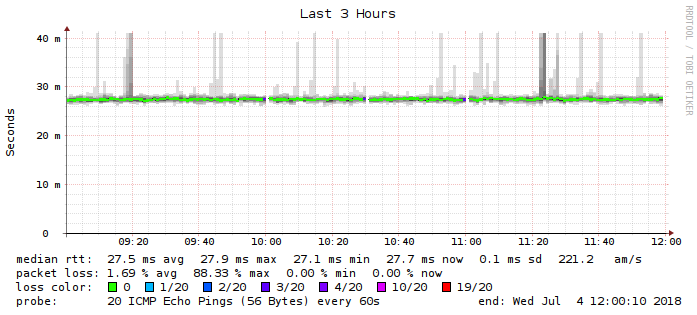 Last 3 Hours
RRDTOOL / TOBI OETIKER
Seconds
40 m
30 m
20 m
10 m
0
09:20 09:40 10:00 10:20 10:40 11:00 11:20 11:40 12:00
median rtt: 27.5 ms avg 27.9 ms max 27.1 ms min 27.7 ms now 0.1 ms sd 221.2 am/s
packet loss: 1.69 % avg 88.33 % max 0.00 % min 0.00 % now
loss color: 0 1/20 2/20 3/20 4/20 10/20 19/20
probe: 20 ICMP Echo Pings (56 Bytes) every 60s end: Wed Jul 4 12:00:10 2018